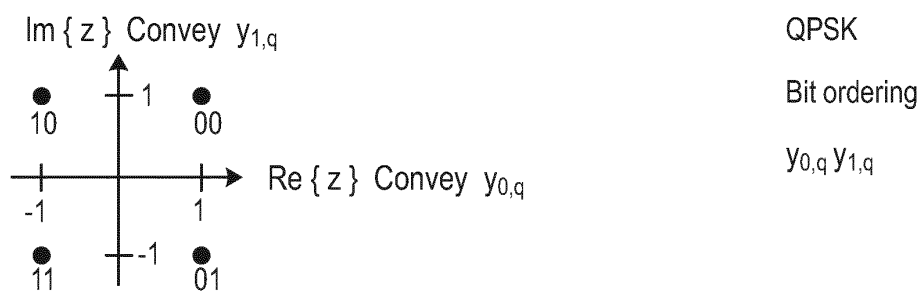 Im { z } Convey y1,q
QPSK
1
10
00
Bit ordering
Re { z } Convey y0,q
y0,q y1,q
-1
1
-1
11
01